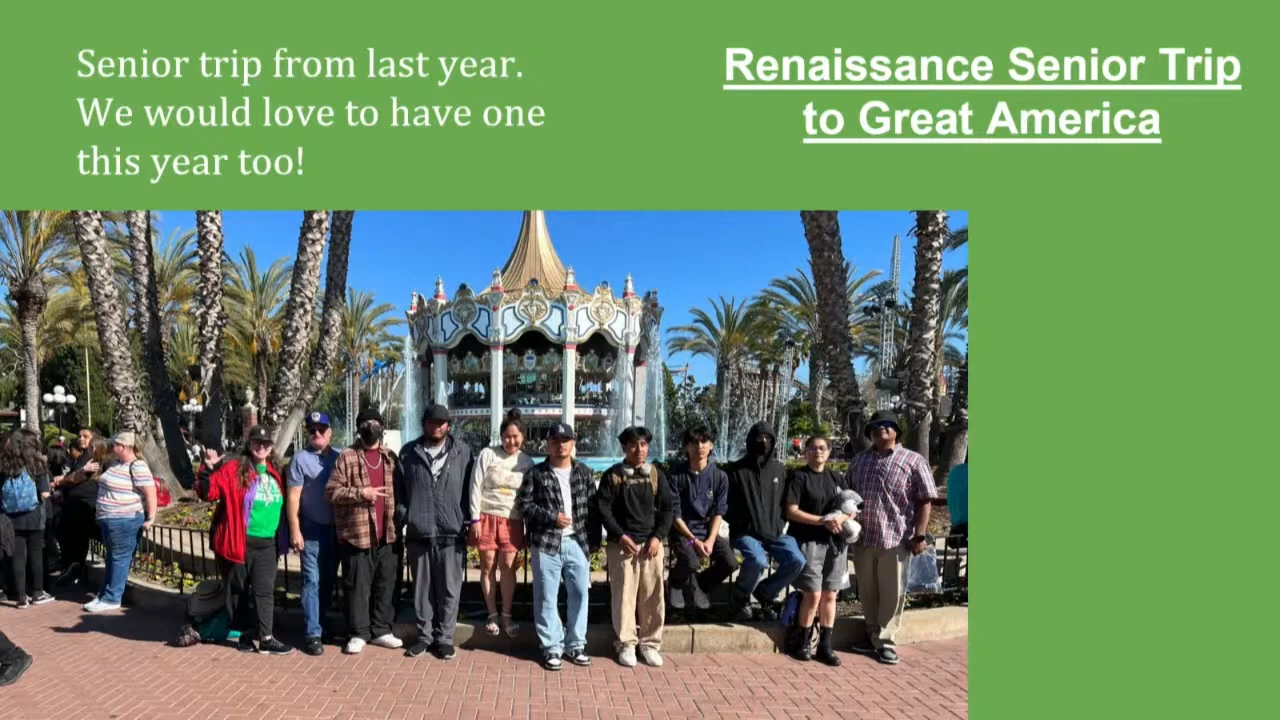 Senior trip from last year.
We would love to have one
this year too!
Renaissance Senior Trip
to Great America